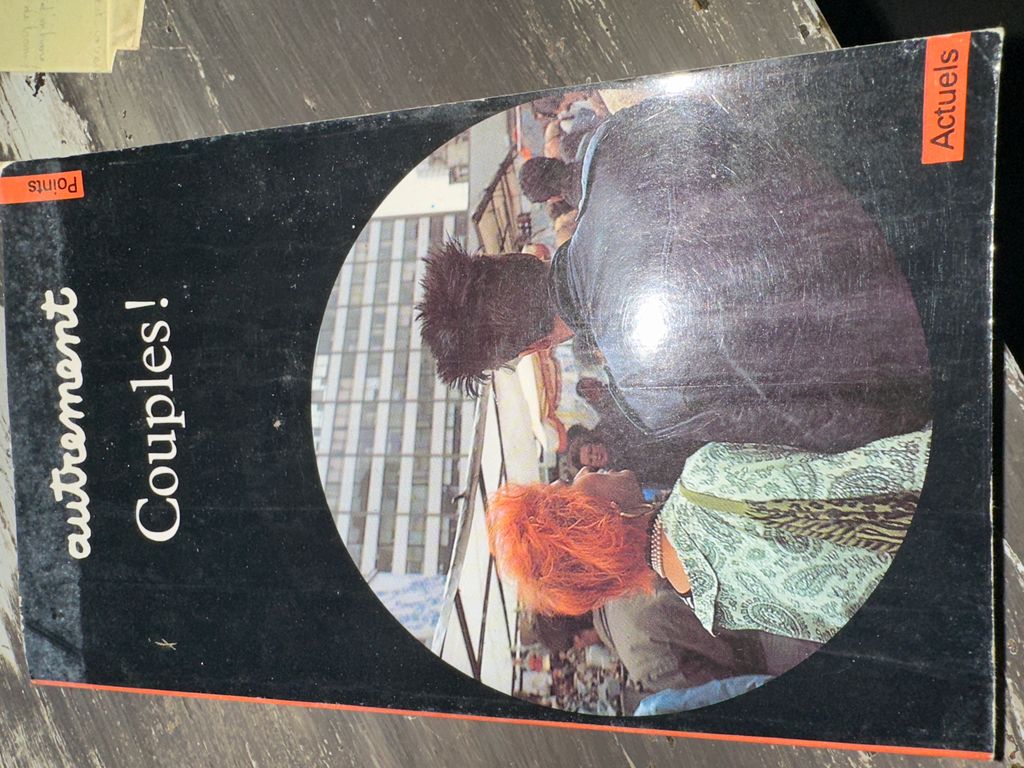 Points
autrement
Couples !
Actuels